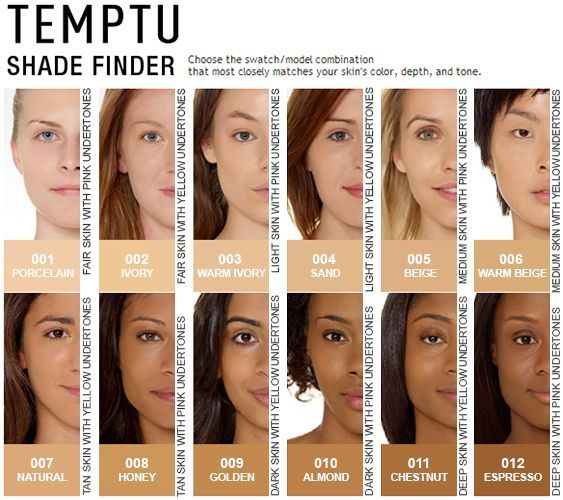 TEMPTU
SHADE FINDER
Choose the swatch/model combination
that most closely matches your skin's color, depth, and tone.
001
PORCELAIN
FAIR SKIN WITH PINK UNDERTONES
002
IVORY
FAIR SKIN WITH YELLOW UNDERTONES
003
WARM IVORY
LIGHT SKIN WITH PINK UNDERTONES
004
SAND
LIGHT SKIN WITH YELLOW UNDERTONES
005
BEIGE
MEDIUM SKIN WITH PINK UNDERTONES
006
WARM BEIGE
MEDIUM SKIN WITH YELLOW UNDERTONES
007
NATURAL
TAN SKIN WITH YELLOW UNDERTONES
008
HONEY
TAN SKIN WITH PINK UNDERTONES
009
GOLDEN
DARK SKIN WITH YELLOW UNDERTONES
010
ALMOND
DARK SKIN WITH PINK UNDERTONES
011
CHESTNUT
DEEP SKIN WITH YELLOW UNDERTONES
012
ESPRESSO
DEEP SKIN WITH PINK UNDERTONES